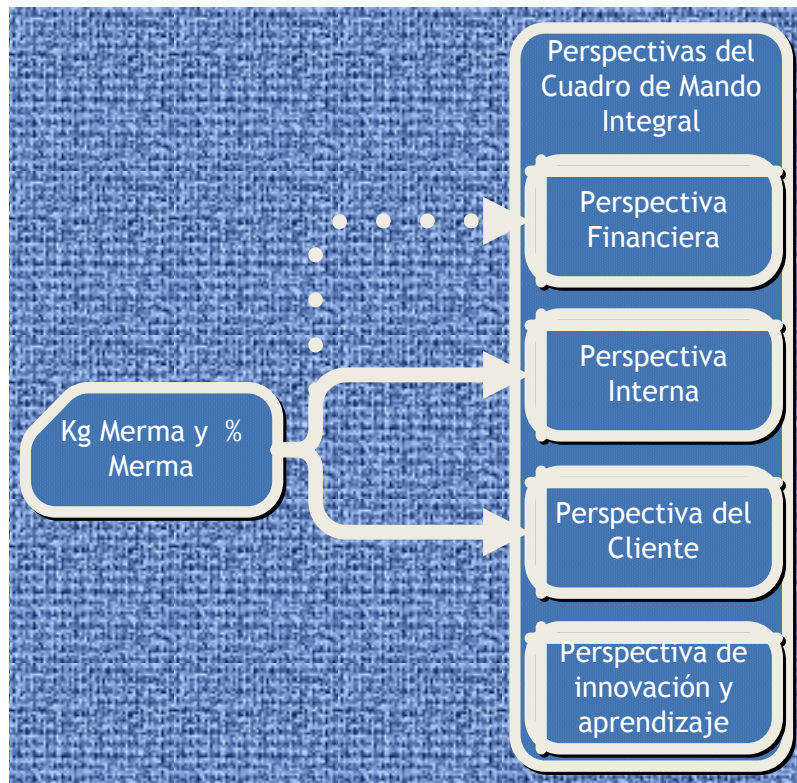 Perspectivas del
Cuadro de Mando
Integral
Perspectiva
Financiera
Perspectiva
Interna
Kg Merma y %
Merma
Perspectiva del
Cliente
Perspectiva de
innovación y
aprendizaje